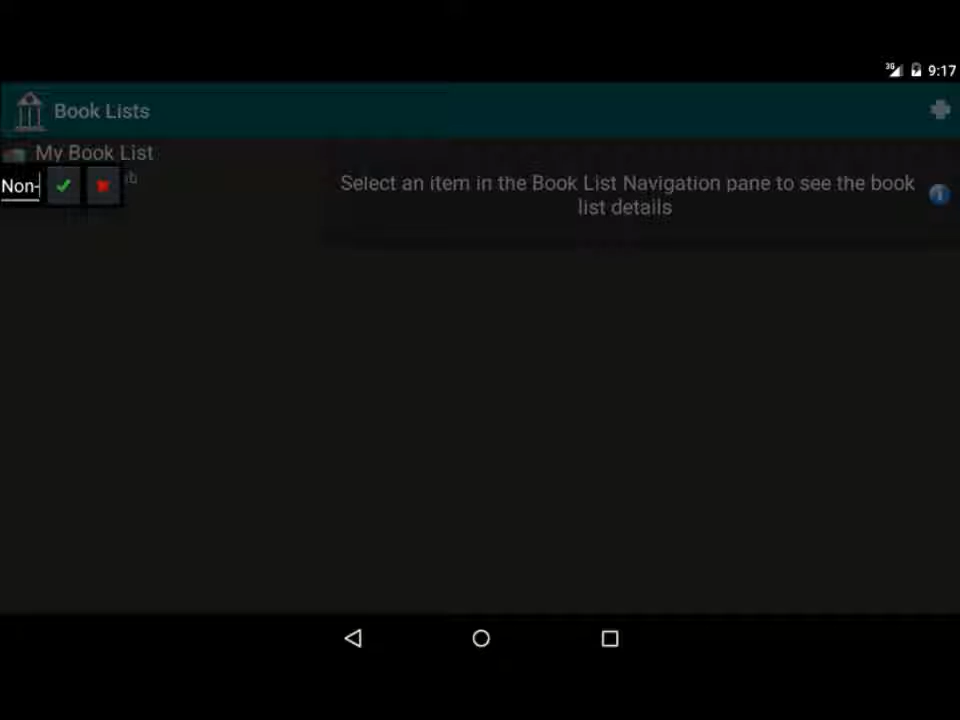 3G 9:17
Book Lists
My Book List
Non-
Select an item in the Book List Navigation pane to see the book
list details